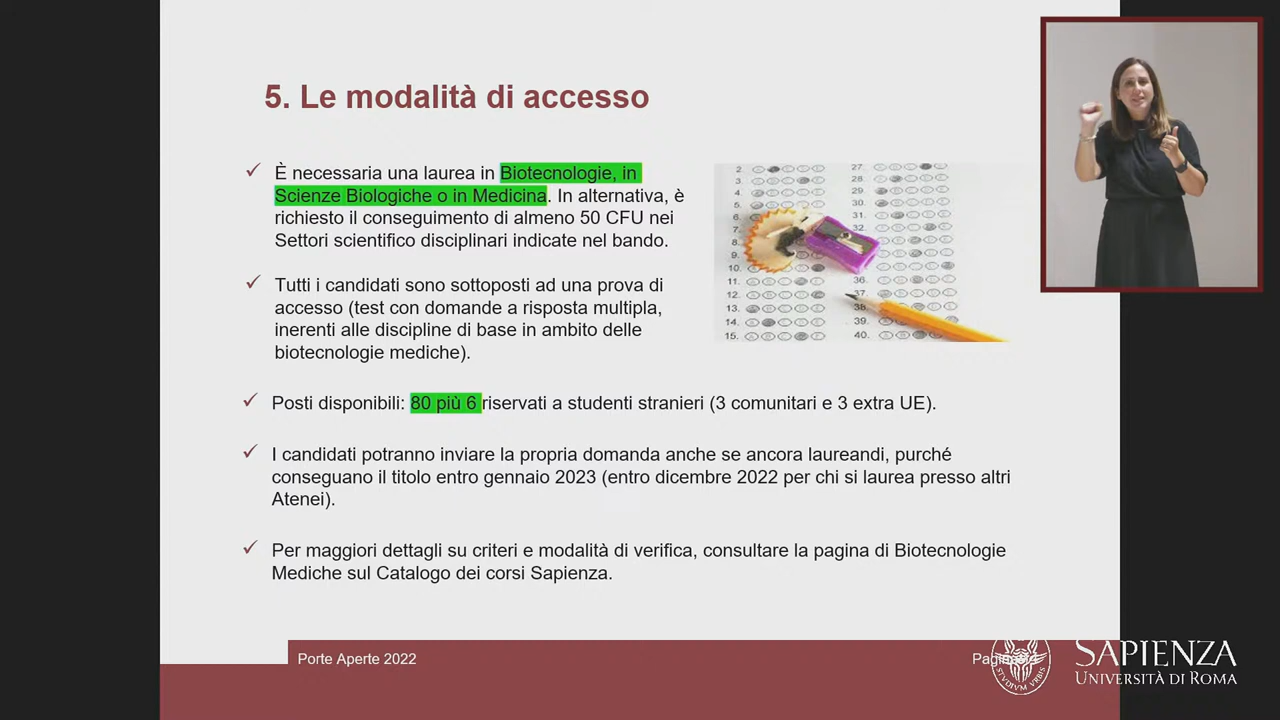 5. Le modalità di accesso
È necessaria una laurea in Biotecnologie, in
Scienze Biologiche o in Medicina. In alternativa, è
richiesto il conseguimento di almeno 50 CFU nei
Settori scientifico disciplinari indicate nel bando.
Tutti i candidati sono sottoposti ad una prova di
accesso (test con domande a risposta multipla,
inerenti alle discipline di base in ambito delle
biotecnologie mediche).
Posti disponibili: 80 più 6 riservati a studenti stranieri (3 comunitari e 3 extra UE).
I candidati potranno inviare la propria domanda anche se ancora laureandi, purché
conseguano il titolo entro gennaio 2023 (entro dicembre 2022 per chi si laurea presso altri
Atenei).
Per maggiori dettagli su criteri e modalità di verifica, consultare la pagina di Biotecnologie
Mediche sul Catalogo dei corsi Sapienza.
Porte Aperte 2022
STUDIUM URBIS
SAPIENZA
UNIVERSITÀ DI ROMA